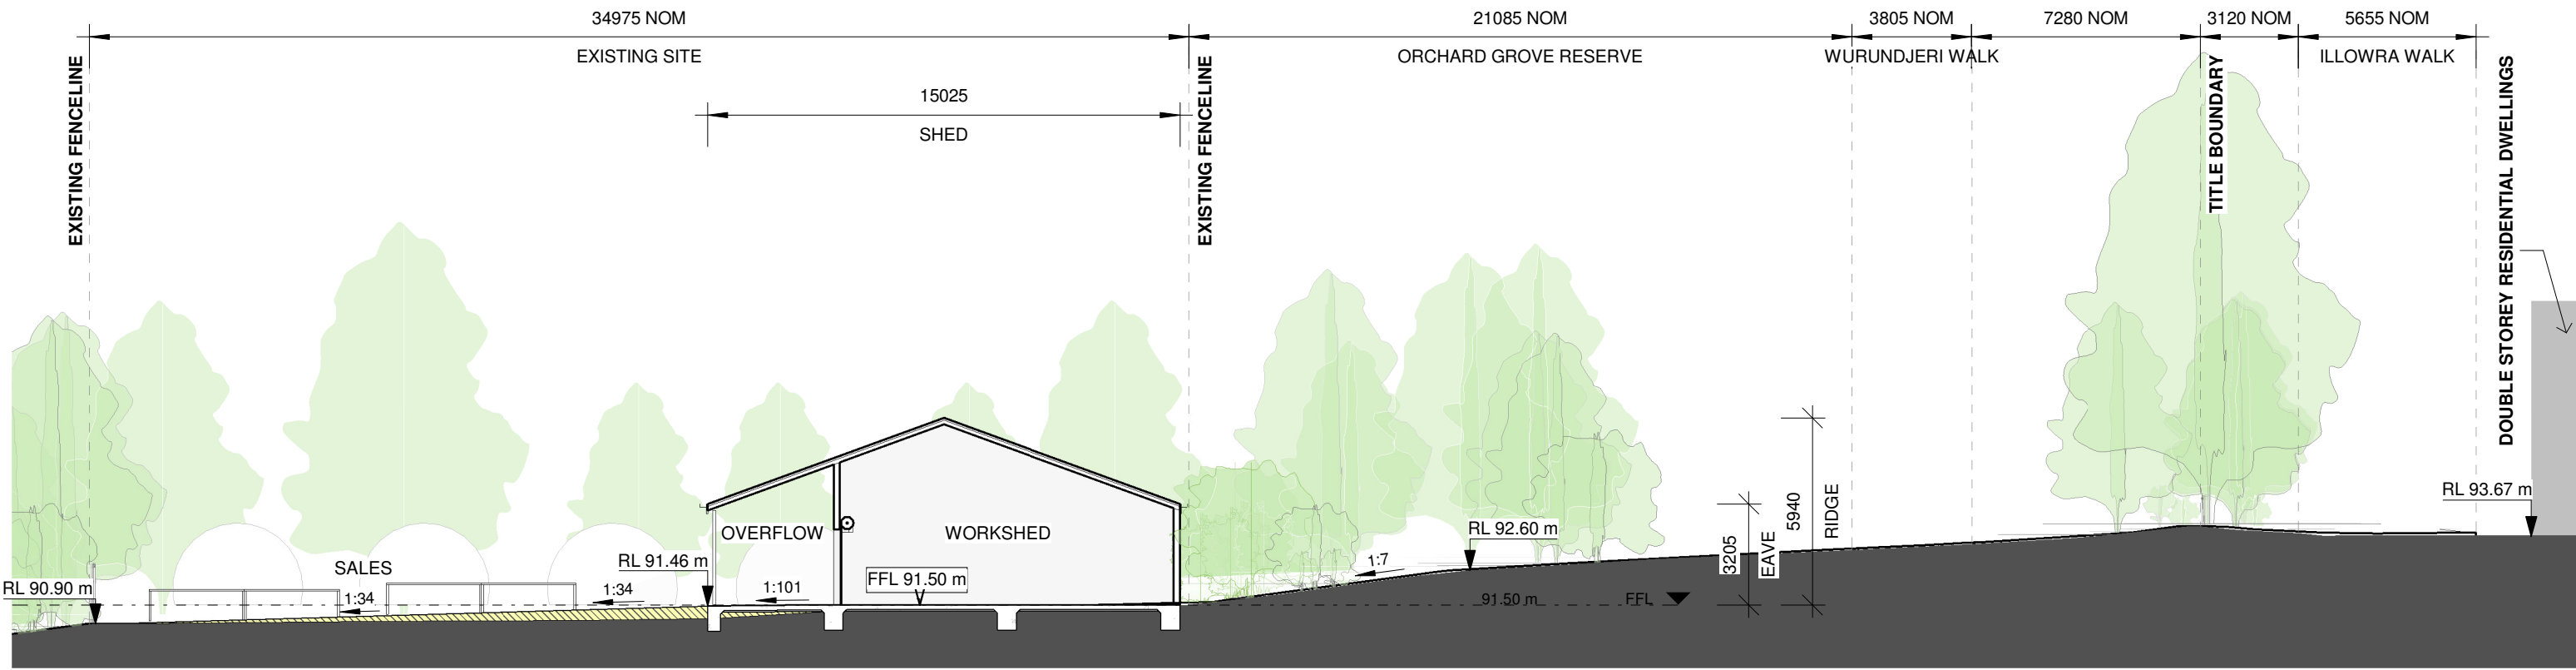 34975 NOM
21085 NOM
3805 NOM
7280 NOM
3120 NOM
5655 NOM
EXISTING SITE
ORCHARD GROVE RESERVE
WURUNDJERI WALK
ILLOWRA WALK
EXISTING FENCELINE
EXISTING FENCELINE
TITLE BOUNDARY
DOUBLE STOREY RESIDENTIAL DWELLINGS
15025
SHED
5940
RIDGE
3205
EAVE
OVERFLOW
WORKSHED
RL 92.60 m
RL 93.67 m
RL 91.46 m
SALES
1:7
RL 90.90 m
1:34
1:34
1:101
FFL 91.50 m
91.50 m
FFL